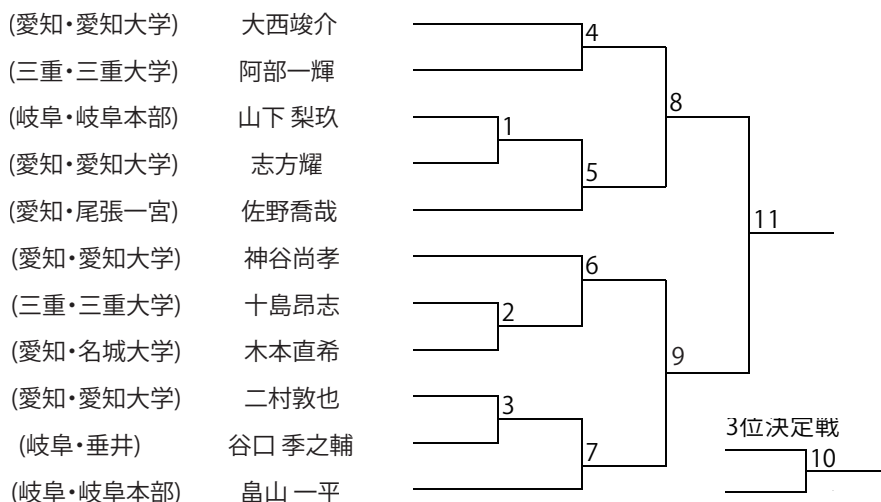 (愛知・愛知大学) 大西竣介
(三重・三重大学) 阿部一輝
(岐阜・岐阜本部) 山下 梨玖
(愛知・愛知大学) 志方耀
(愛知・尾張一宮) 佐野喬哉
(愛知・愛知大学) 神谷尚孝
(三重・三重大学) 十島昂志
(愛知・名城大学) 木本直希
(愛知・愛知大学) 二村敦也
(岐阜・垂井) 谷口 季之輔
(岐阜・岐阜本部) 畠山 一平
4
8
1
5
11
6
2
9
3
7
3位決定戦
10